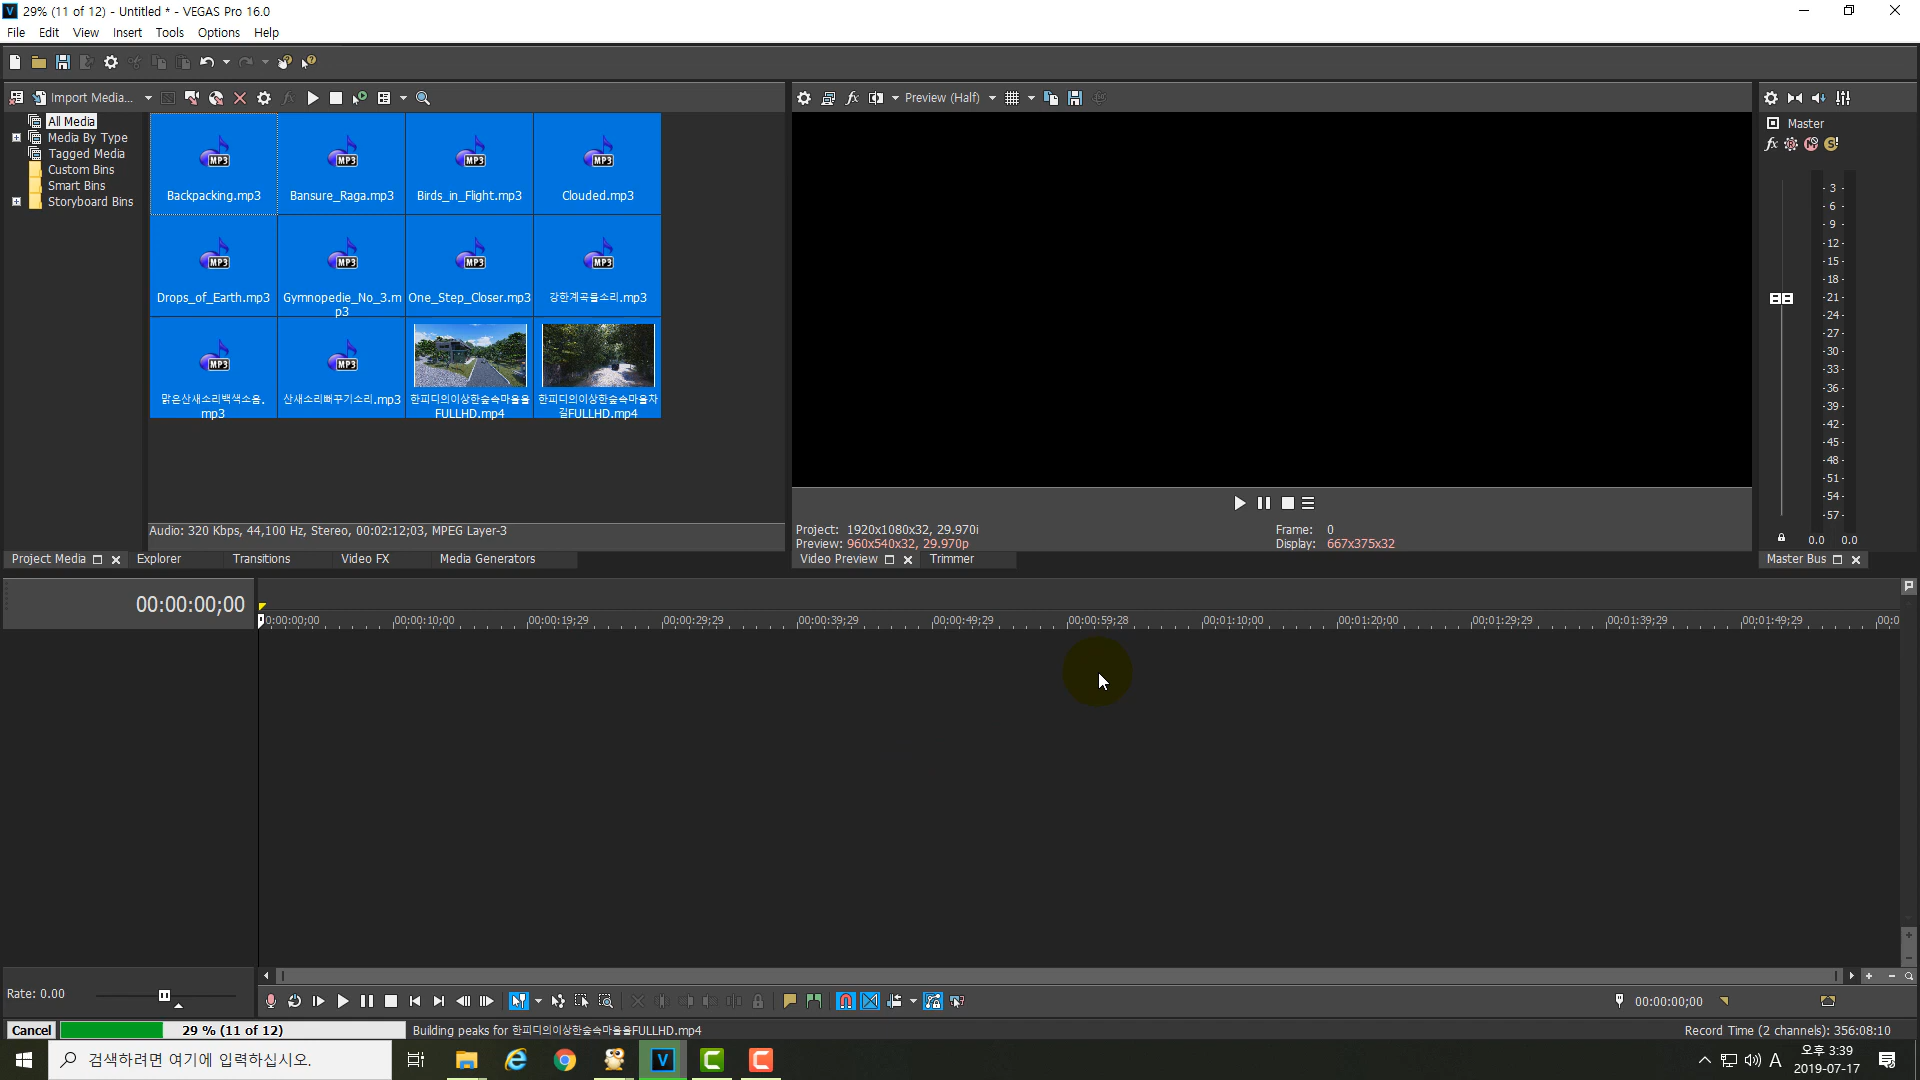 29% (11 of 12) - Untitled * - VEGAS Pro 16.0
File Edit View Insert Tools Options Help
Import Media...
Preview (Half)
All Media
Media By Type
Tagged Media
Custom Bins
Smart Bins
Storyboard Bins
MP3 MP3 MP3 MP3
Backpacking.mp3 Bansure_Raga.mp3 Birds_in_Flight.mp3 Clouded.mp3
MP3 MP3 MP3 MP3
Drops_of_Earth.mp3 Gymnopedie_No_3.m One_Step_Closer.mp3 강한계곡물소리.mp3
p3
MP3 MP3
맑은산새소리백색소음. 산새소리뻐꾸기소리.mp3 한피디의이상한숲속마을을 한피디의이상한숲속마을차
mp3 FULLHD.mp4 길FULLHD.mp4
Audio: 320 Kbps, 44,100 Hz, Stereo, 00:02:12;03, MPEG Layer-3
Project Media Explorer Transitions Video FX Media Generators
Project: 1920x1080x32, 29.970i
Preview: 960x540x32, 29.970p
Frame: 0
Display: 667x375x32
Video Preview Trimmer
Master
fx
- 3 -
- 6 -
- 9 -
-12-
-15-
-18-
-21-
-24-
-27-
-30-
-33-
-36-
-39-
-42-
-45-
-48-
-51-
-54-
-57-
0.0 0.0
Master Bus
00:00:00;00
0:00:00;00 00:00:10;00 00:00:19;29 00:00:29;29 00:00:39;29 00:00:49;29 00:00:59;28 00:01:10;00 00:01:20;00 00:01:29;29 00:01:39;29 00:01:49;29 00:0
Rate: 0.00
00:00:00;00
Cancel 29 % (11 of 12) Building peaks for 한피디의이상한숲속마을을FULLHD.mp4
Record Time (2 channels): 356:08:10
검색하려면 여기에 입력하십시오.
A
오후 3:39
2019-07-17